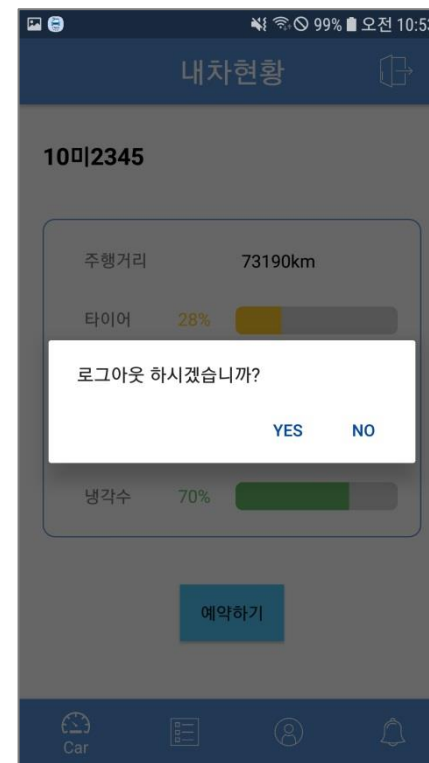 99% 오전 10:53
내차현황
10미2345
주행거리 73190km
타이어 28%
로그아웃 하시겠습니까?
YES NO
냉각수 70%
예약하기
Car